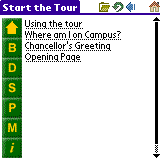 Start the Tour
Using the tour
Where am I on Campus?
Chancellor's Greeting
Opening Page
B
D
S
P
M
i